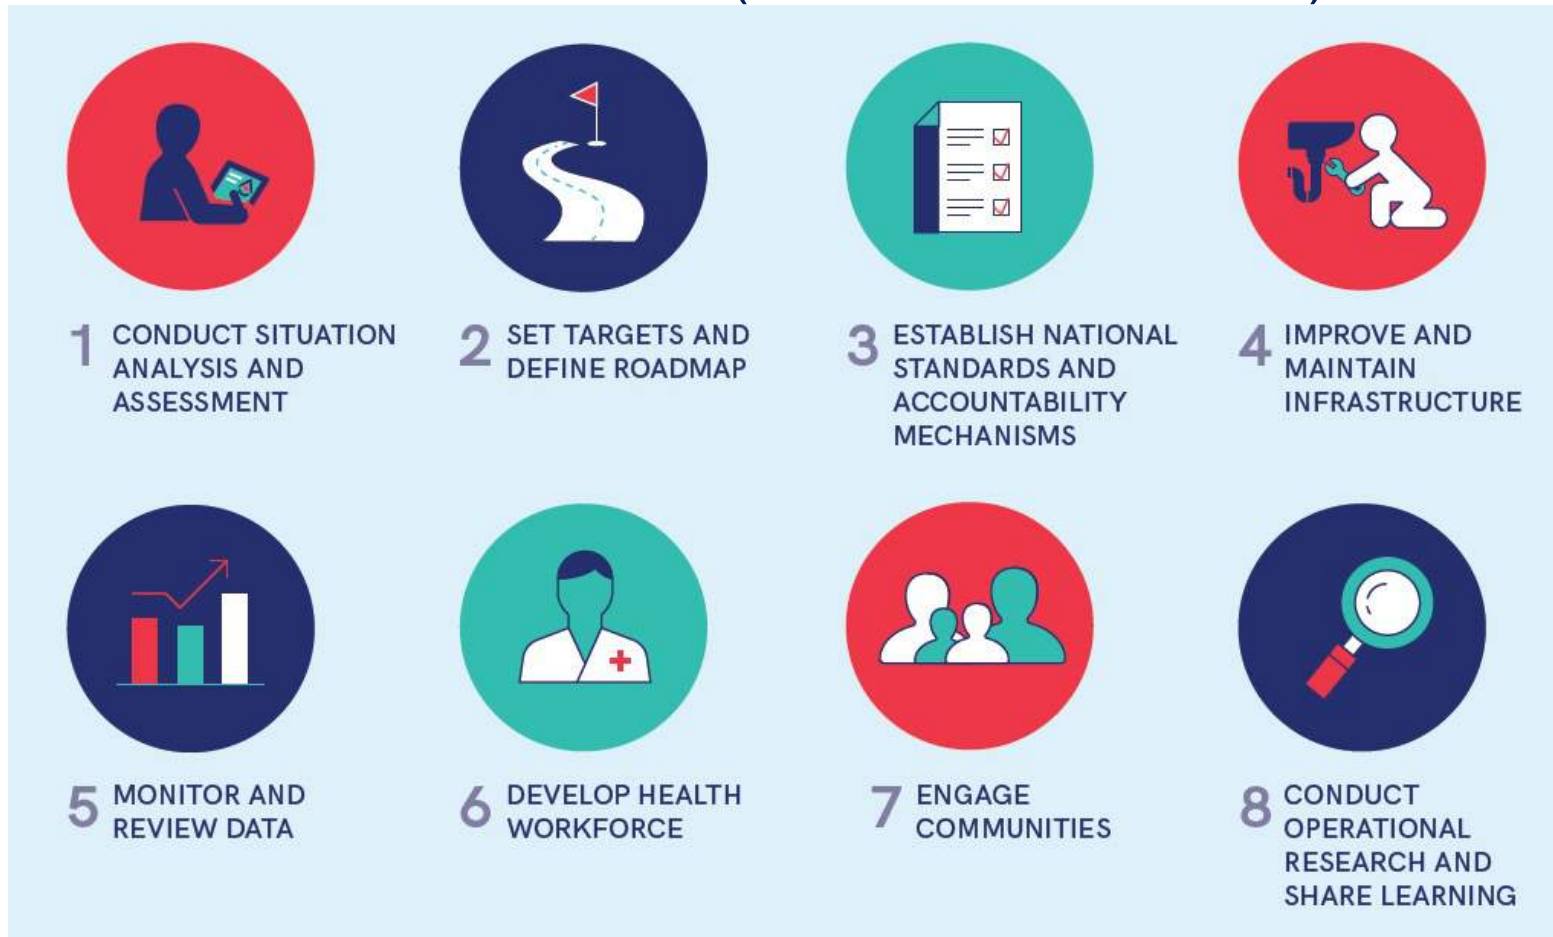 1 CONDUCT SITUATION
ANALYSIS AND
ASSESSMENT
2 SET TARGETS AND
DEFINE ROADMAP
3 ESTABLISH NATIONAL
STANDARDS AND
ACCOUNTABILITY
MECHANISMS
4 IMPROVE AND
MAINTAIN
INFRASTRUCTURE
5 MONITOR AND
REVIEW DATA
6 DEVELOP HEALTH
WORKFORCE
7 ENGAGE
COMMUNITIES
8 CONDUCT
OPERATIONAL
RESEARCH AND
SHARE LEARNING